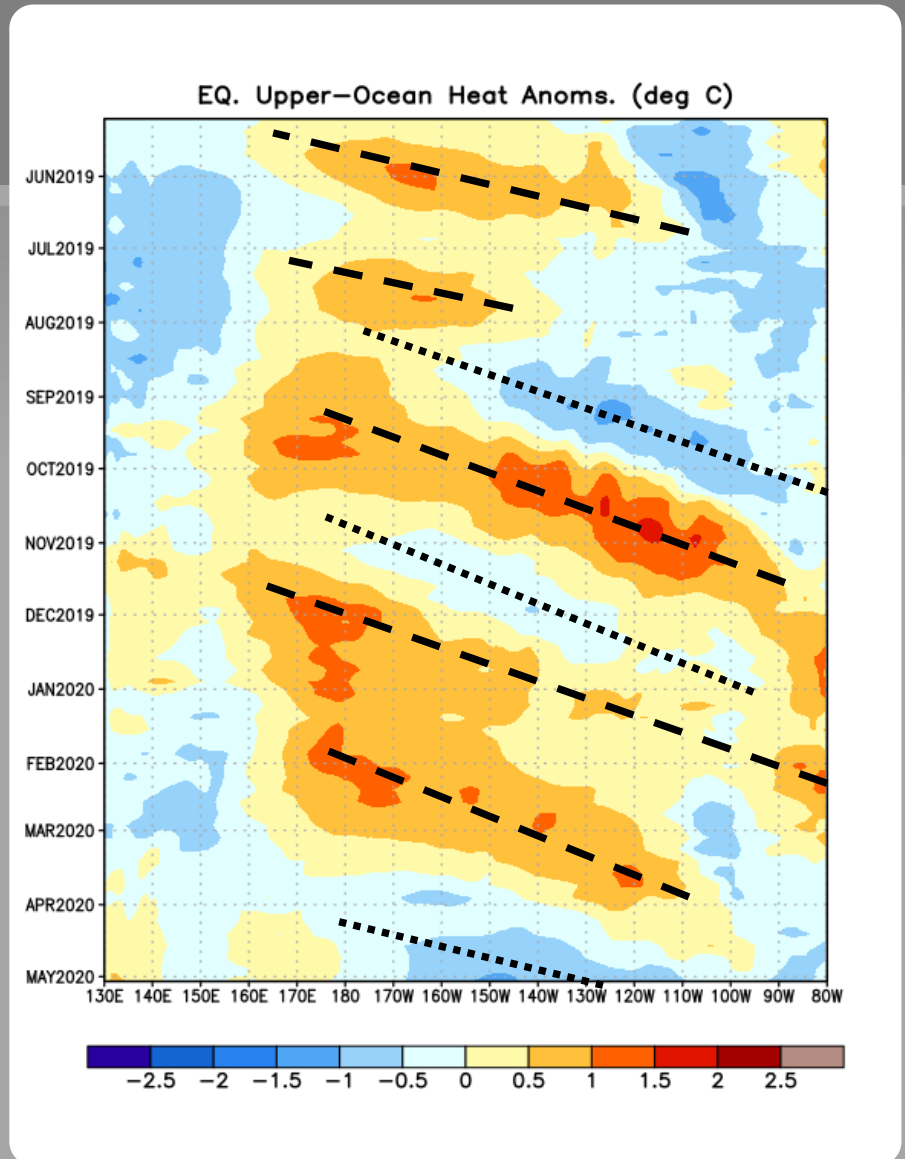 EQ. Upper-Ocean Heat Anoms. (deg C)
JUN2019
JUL2019
AUG2019
SEP2019
OCT2019
NOV2019
DEC2019
JAN2020
FEB2020
MAR2020
APR2020
MAY2020
130E 140E 150E 160E 170E 180 170W 160W 150W 140W 130W 120W 110W 100W 90W 80W
-2.5 -2 -1.5 -1 -0.5 0 0.5 1 1.5 2 2.5